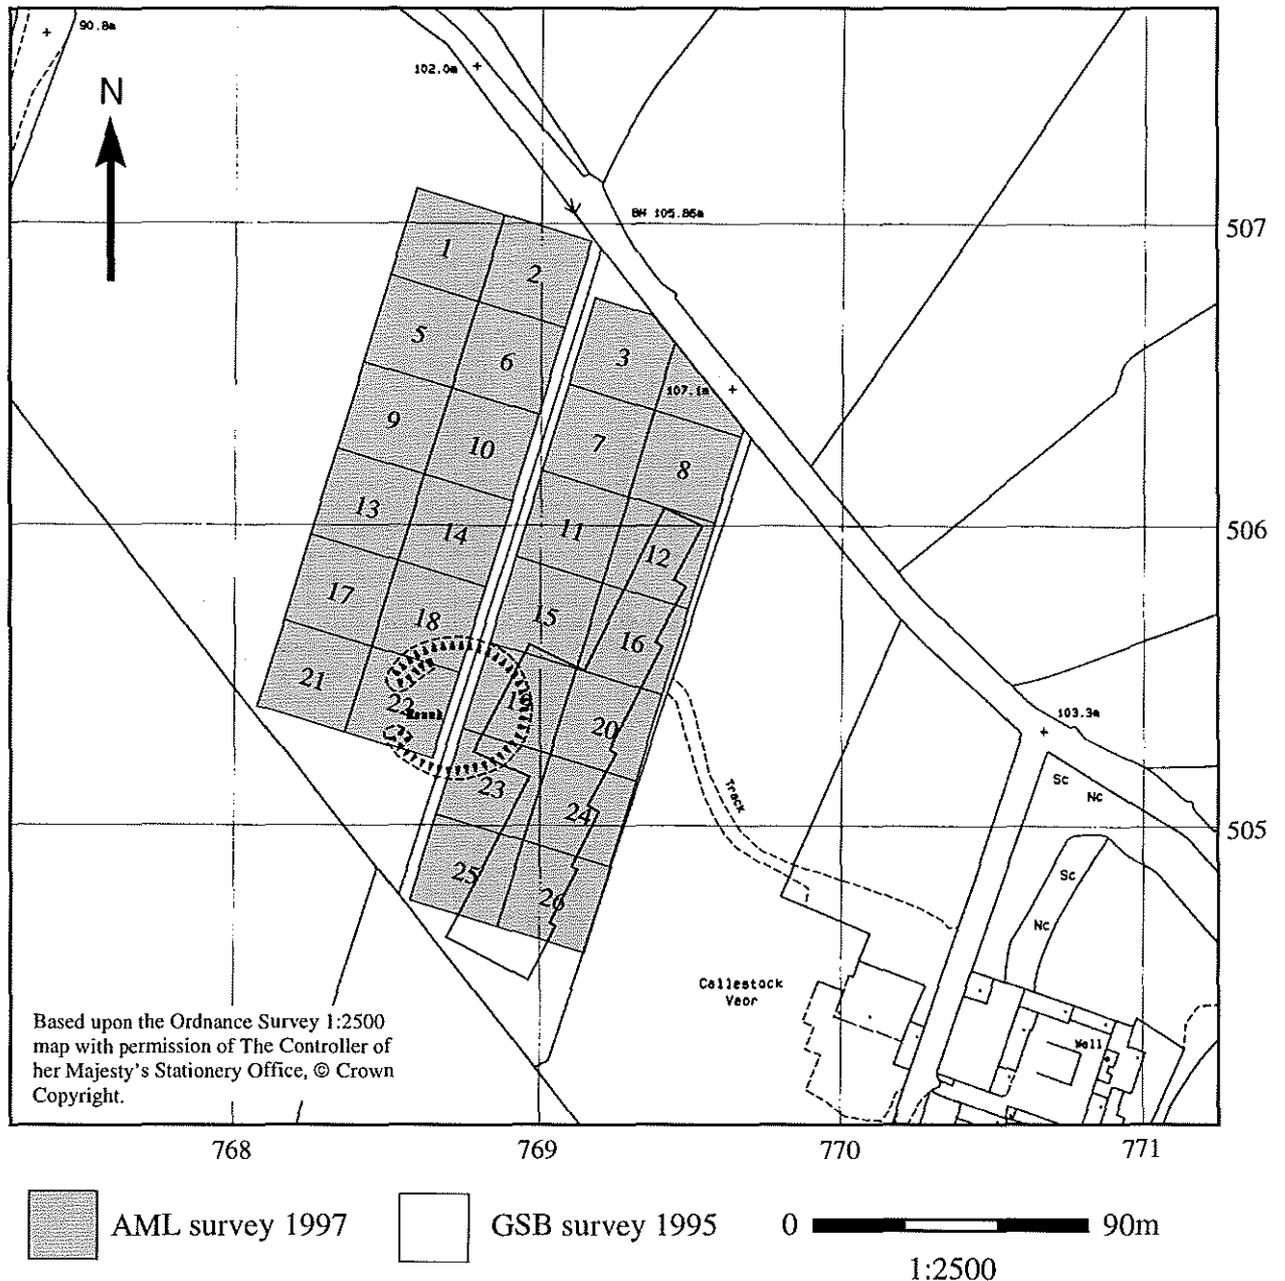 90.8m
102.0m
N
BM 105.86m
507
1
2
5
6
3
107.1m
9
10
7
8
13
14
11
12
506
17
18
15
16
21
22
20
103.3m
Track
Sc
Nc
23
24
505
25
26
Sc
Nc
Callestock
Veor
Well
Based upon the Ordnance Survey 1:2500
map with permission of The Controller of
her Majesty's Stationery Office, © Crown
Copyright.
768
769
770
771
AML survey 1997
GSB survey 1995
0
90m
1:2500